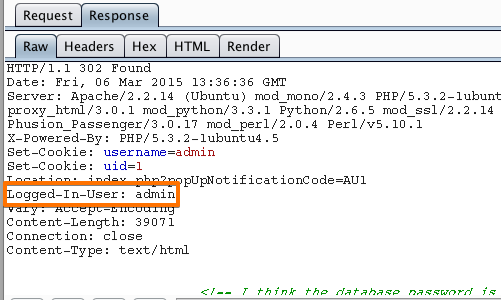 Request Response
Raw Headers Hex HTML Render
HTTP/1.1 302 Found
Date: Fri, 06 Mar 2015 13:36:36 GMT
Server: Apache/2.2.14 (Ubuntu) mod_mono/2.4.3 PHP/5.3.2-1ubunt
proxy_html/3.0.1 mod_python/3.3.1 Python/2.6.5 mod_ssl/2.2.14
Phusion_Passenger/3.0.17 mod_perl/2.0.4 Perl/v5.10.1
X-Powered-By: PHP/5.3.2-1ubuntu4.5
Set-Cookie: username=admin
Set-Cookie: uid=1
Location: index.php?popUpNotificationCode=AU1
Logged-In-User: admin
Vary: Accept-Encoding
Content-Length: 39071
Connection: close
Content-Type: text/html
<!-- I think the database password is